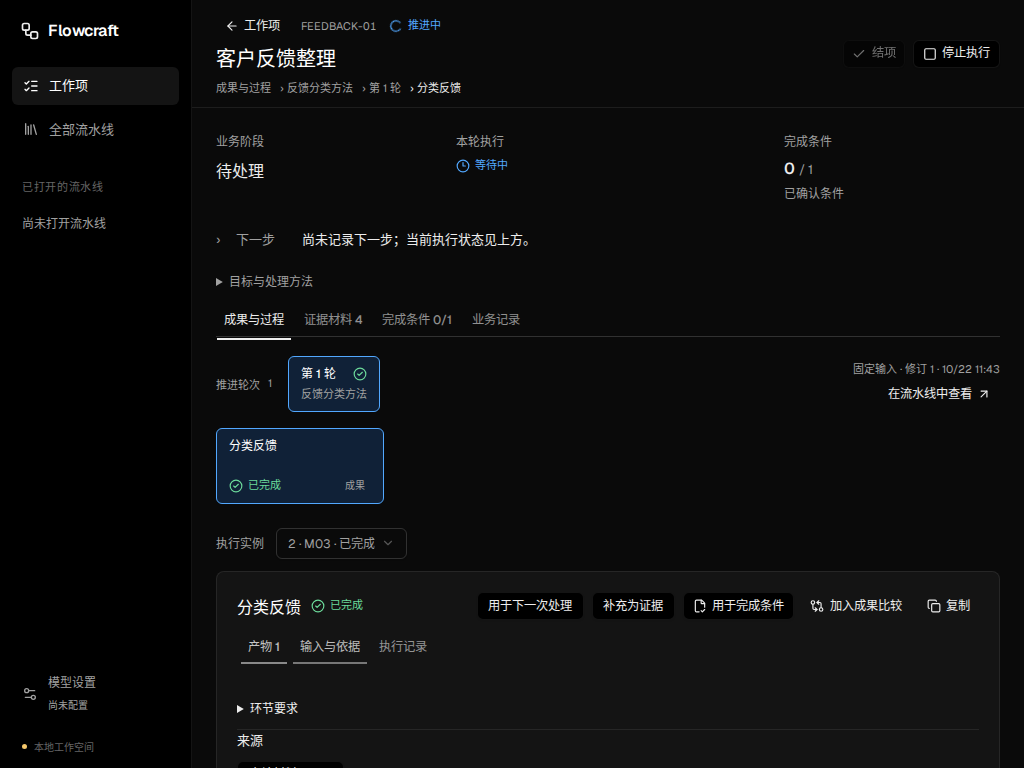 Flowcraft
工作项
全部流水线
已打开的流水线
尚未打开流水线
模型设置
尚未配置
本地工作空间
工作项 FEEDBACK-01 推进中
客户反馈整理
结项 停止执行
成果与过程 › 反馈分类方法 › 第 1 轮 › 分类反馈
业务阶段 本轮执行 完成条件
待处理 等待中 0 / 1
已确认条件
› 下一步 尚未记录下一步；当前执行状态见上方。
目标与处理方法
成果与过程 证据材料 4 完成条件 0/1 业务记录
推进轮次 1
第 1 轮
反馈分类方法
固定输入 · 修订 1 · 10/22 11:43
在流水线中查看
分类反馈
已完成 成果
执行实例 2 · M03 · 已完成
分类反馈 已完成 用于下一次处理 补充为证据 用于完成条件 加入成果比较 复制
产物 1 输入与依据 执行记录
环节要求
来源